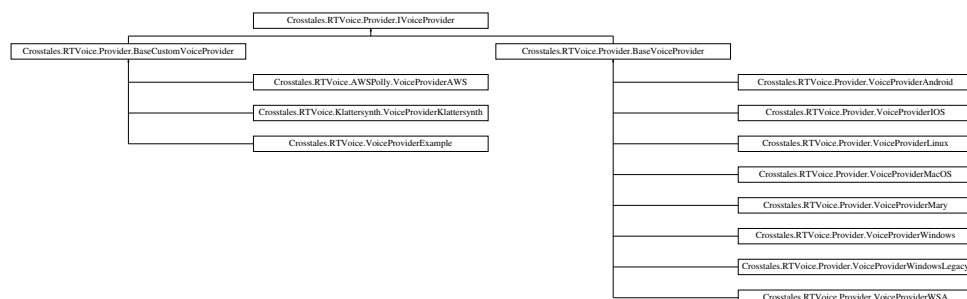 Crosstales.RTVoice.Provider.IVoiceProvider
Crosstales.RTVoice.Provider.BaseCustomVoiceProvider
Crosstales.RTVoice.Provider.BaseVoiceProvider
Crosstales.RTVoice.AWSPolly.VoiceProviderAWS
Crosstales.RTVoice.Provider.VoiceProviderAndroid
Crosstales.RTVoice.Klattersynth.VoiceProviderKlattersynth
Crosstales.RTVoice.Provider.VoiceProviderIOS
Crosstales.RTVoice.VoiceProviderExample
Crosstales.RTVoice.Provider.VoiceProviderLinux
Crosstales.RTVoice.Provider.VoiceProviderMacOS
Crosstales.RTVoice.Provider.VoiceProviderMary
Crosstales.RTVoice.Provider.VoiceProviderWindows
Crosstales.RTVoice.Provider.VoiceProviderWindowsLegacy
Crosstales.RTVoice.Provider.VoiceProviderWSA